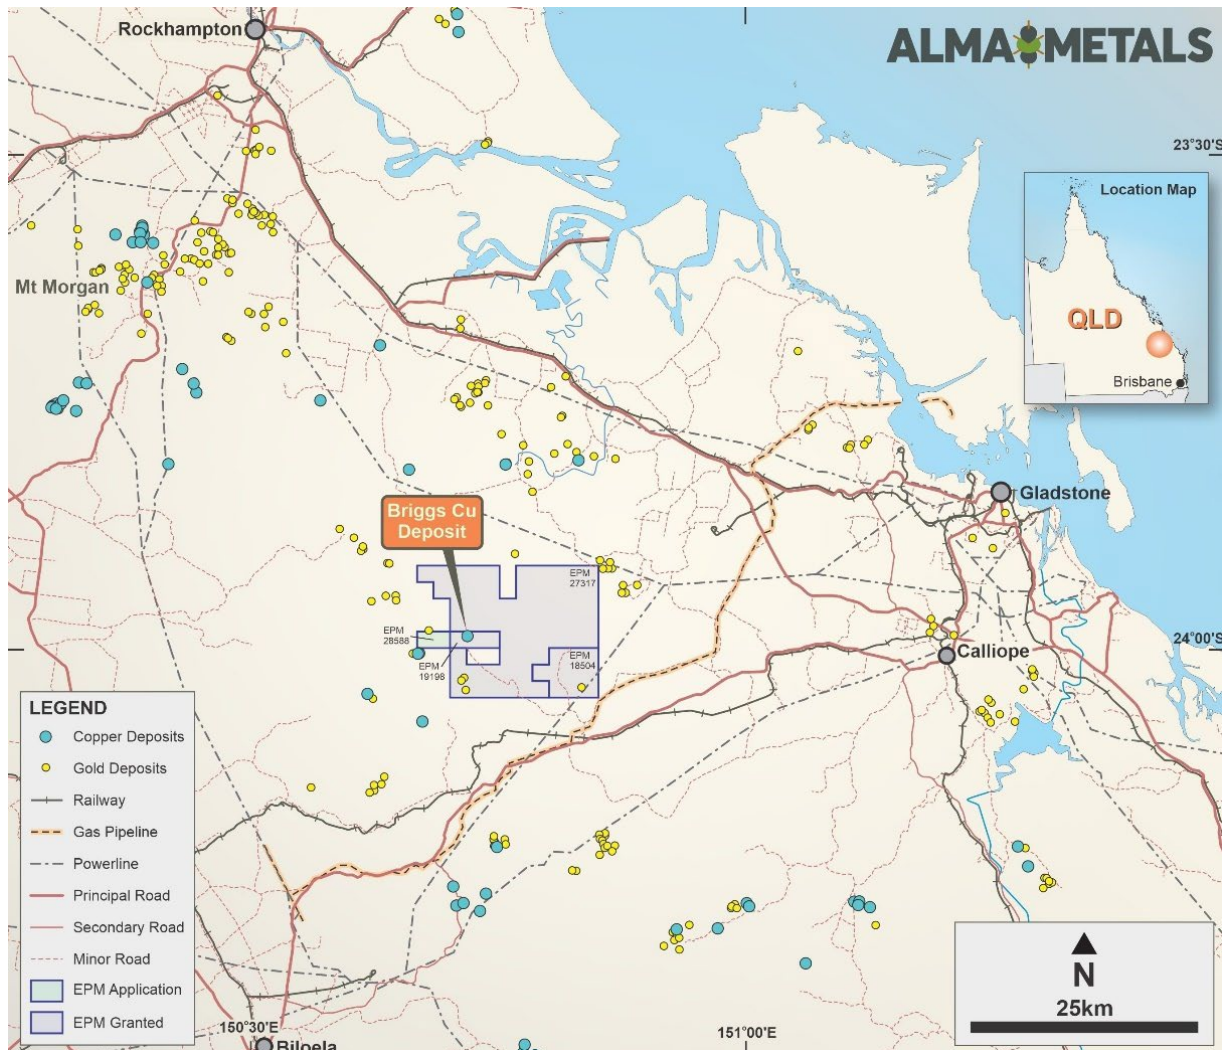 Rockhampton
ALMA METALS
23°30'S
Location Map
QLD
Brisbane
Mt Morgan
Gladstone
Briggs Cu
Deposit
EPM
27317
EPM
28588
EPM
19198
EPM
18504
24°00'S
Calliope
LEGEND
Copper Deposits
Gold Deposits
Railway
Gas Pipeline
Powerline
Principal Road
Secondary Road
Minor Road
EPM Application
EPM Granted
N
25km
150°30'E
151°00'E
Biloela